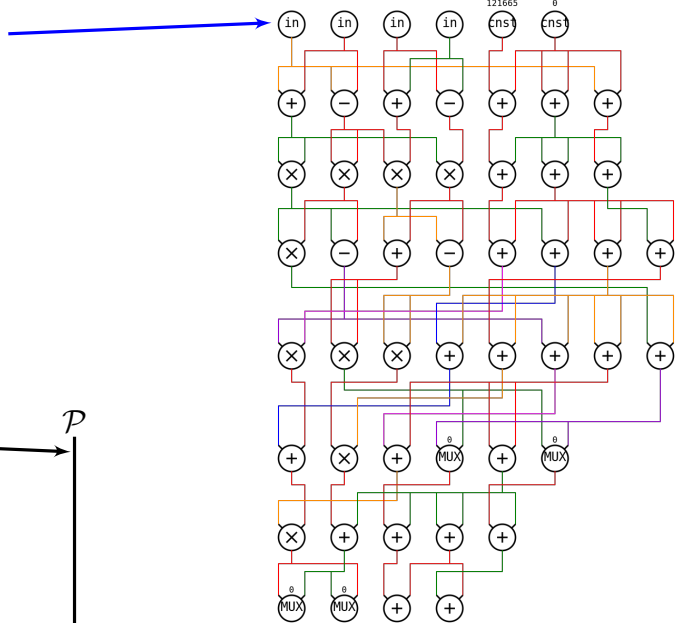 121665 0
in in in in cnst cnst
+ − + − + + +
× × × × + + +
× − + − + + + +
× × × + + + + +
𝒫
0 0
+ × + MUX + MUX
× + + + +
0 0
MUX MUX + +